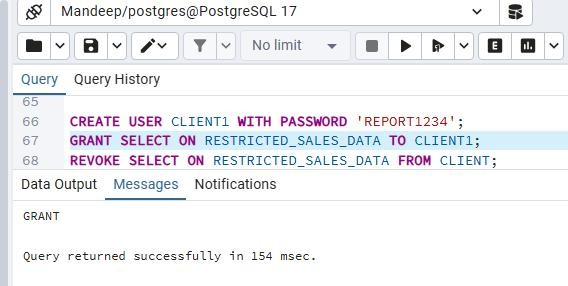 Mandeep/postgres@PostgreSQL 17
No limit
E
Query Query History
65
66 CREATE USER CLIENT1 WITH PASSWORD 'REPORT1234';
67 GRANT SELECT ON RESTRICTED_SALES_DATA TO CLIENT1;
68 REVOKE SELECT ON RESTRICTED_SALES_DATA FROM CLIENT;
Data Output Messages Notifications
GRANT
Query returned successfully in 154 msec.